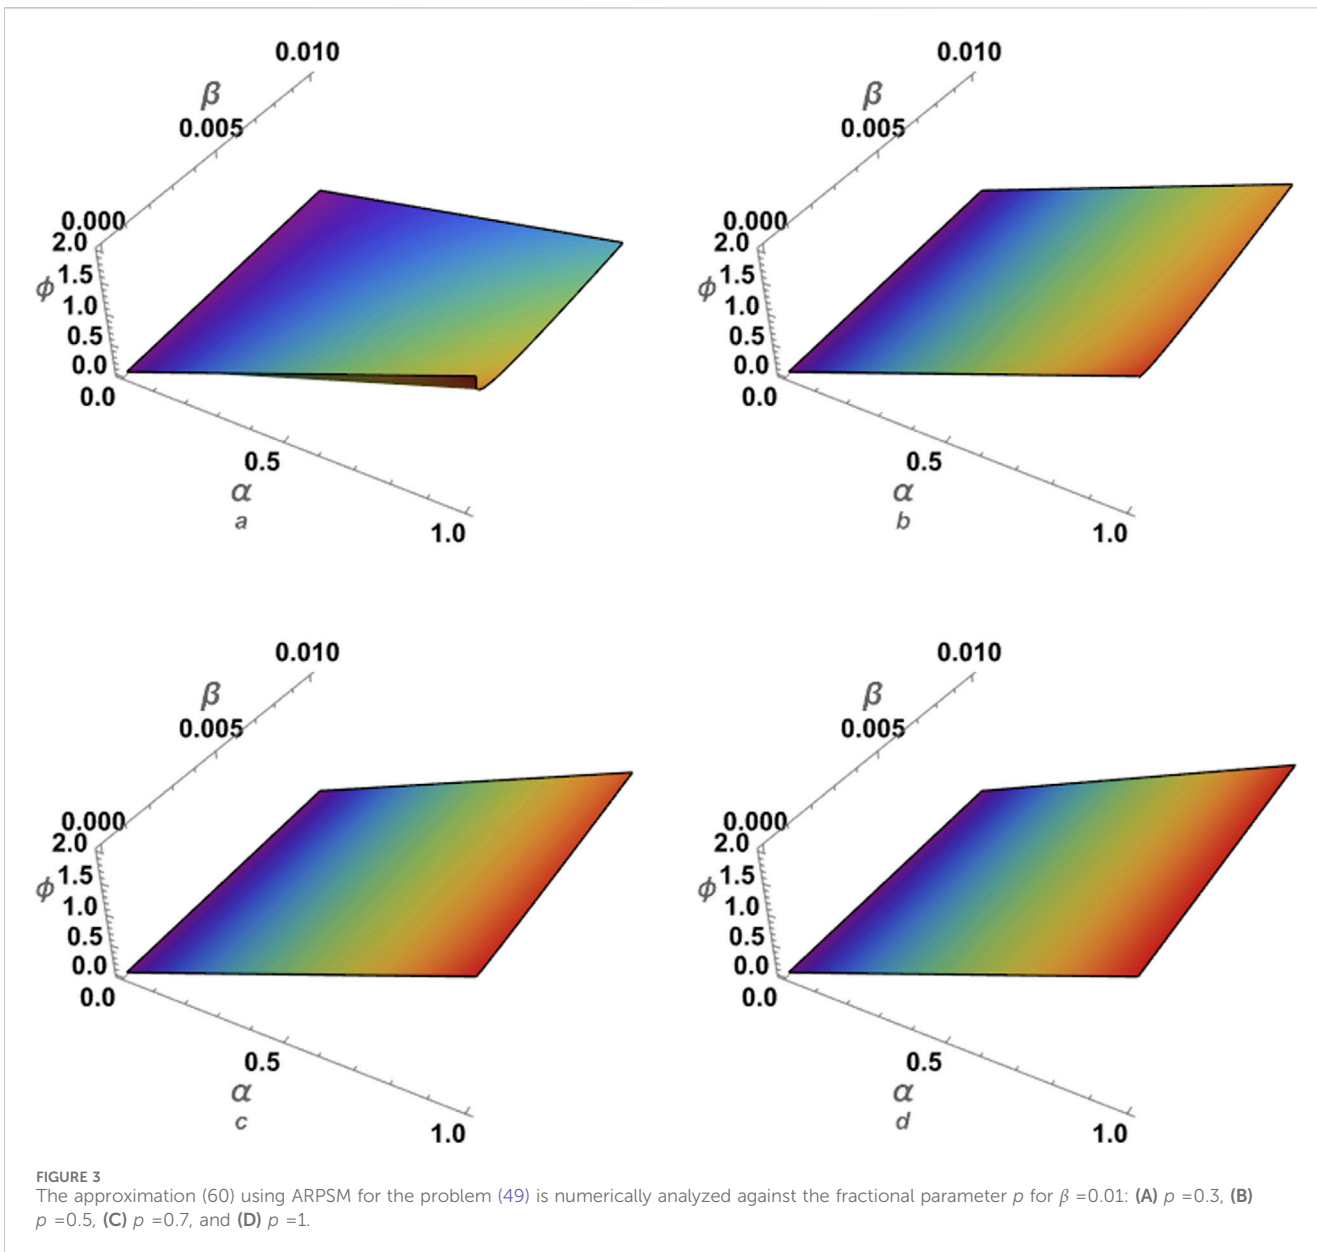 0.010
β
0.005
0.000
2.0
1.5
ϕ
1.0
0.5
0.0
0.0
0.5
α
a
1.0
0.010
β
0.005
0.000
2.0
1.5
ϕ
1.0
0.5
0.0
0.0
0.5
α
b
1.0
0.010
β
0.005
0.000
2.0
1.5
ϕ
1.0
0.5
0.0
0.0
0.5
α
c
1.0
0.010
β
0.005
0.000
2.0
1.5
ϕ
1.0
0.5
0.0
0.0
0.5
α
d
1.0
FIGURE 3
The approximation (60) using ARPSM for the problem (49) is numerically analyzed against the fractional parameter p for β =0.01: (A) p =0.3, (B)
p =0.5, (C) p =0.7, and (D) p =1.